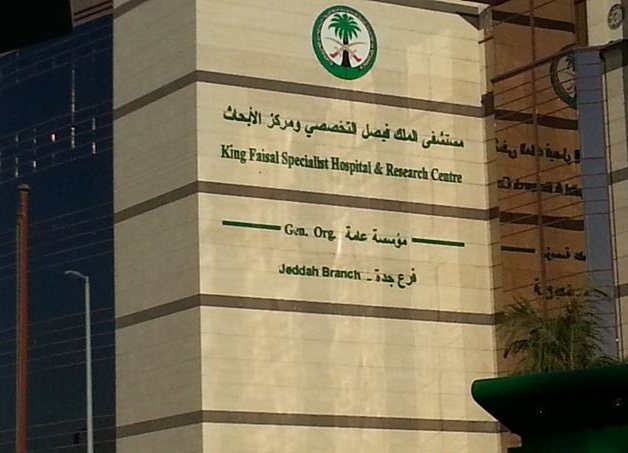 مستشفى الملك فيصل التخصصي ومركز الأبحاث
King Faisal Specialist Hospital & Research Centre
Gen. Org. مؤسسة عامة
Jeddah Branch - فرع جدة